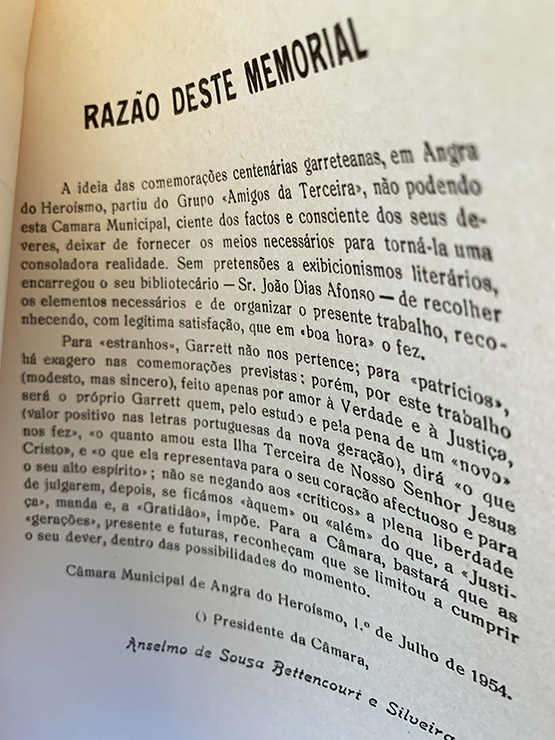 RAZÃO DESTE MEMORIAL
A ideia das comemorações centenárias garreteanas, em Angra
do Heroísmo, partiu do Grupo «Amigos da Terceira», não podendo
esta Camara Municipal, ciente dos factos e consciente dos seus de-
veres, deixar de fornecer os meios necessários para torná-la uma
consoladora realidade. Sem pretensões a exibicionismos literários,
encarregou o seu bibliotecário — Sr. João Dias Afonso — de recolher
os elementos necessários e de organizar o presente trabalho, reco-
nhecendo, com legítima satisfação, que em «boa hora» o fez.
Para «estranhos», Garrett não nos pertence; para «patrícios»,
há exagero nas comemorações previstas: porém, por este trabalho
(modesto, mas sincero), feito apenas por amor à Verdade e à Justiça,
será o próprio Garrett quem, pelo estudo e pela pena de um «novo»
(valor positivo nas letras portuguesas da nova geração), dirá «o que
nos fez», «o quanto amou esta Ilha Terceira de Nosso Senhor Jesus
Cristo», e «o que ela representava para o seu coração afectuoso e para
o seu alto espírito»; não se negando aos «críticos» a plena liberdade
de julgarem, depois, se ficámos «àquem» ou «além» do que, a «Justi-
ça», manda e, a «Gratidão», impõe. Para a Câmara, bastará que as
«gerações», presente e futuras, reconheçam que se limitou a cumprir
o seu dever, dentro das possibilidades do momento.
Câmara Municipal de Angra do Heroísmo, 1.º de Julho de 1954.
O Presidente da Câmara,
Anselmo de Sousa Bettencourt e Silveira